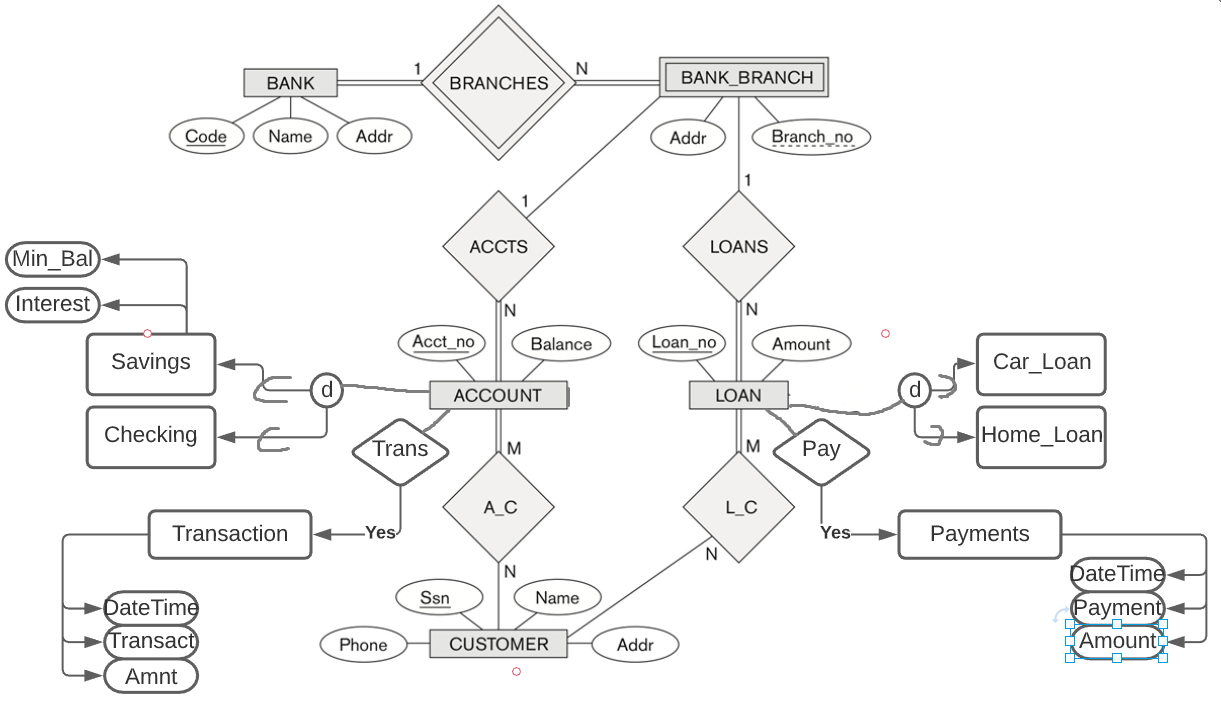 1
BRANCHES
N
BANK
BANK_BRANCH
Code
Name
Addr
Addr
Branch_no
1
1
ACCTS
LOANS
Min_Bal
Interest
N
N
Acct_no
Balance
Loan_no
Amount
Savings
d
ACCOUNT
LOAN
d
Car_Loan
Checking
Trans
M
M
Pay
Home_Loan
A_C
L_C
Transaction
Yes
Yes
Payments
N
N
DateTime
Transact
Amnt
Ssn
Name
Phone
CUSTOMER
Addr
DateTime
Payment
Amount